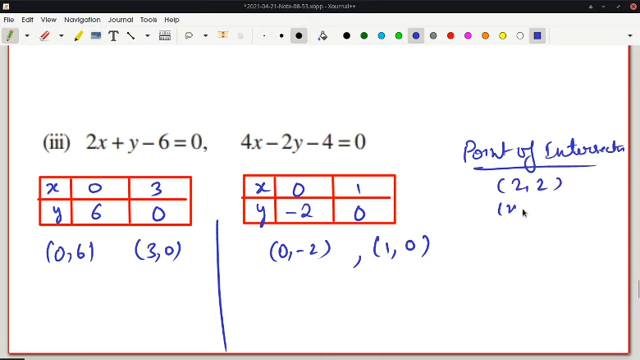 *2021-04-21-Note-08-53.xopp - Xournal++
File Edit View Navigation Journal Tools Help
(iii) 2x + y – 6 = 0, 4x – 2y – 4 = 0
Point of Intersectn
x 0 3
y 6 0
x 0 1
y -2 0
(2, 2)
(x
(0,6) (3,0)
(0,-2) , (1, 0)